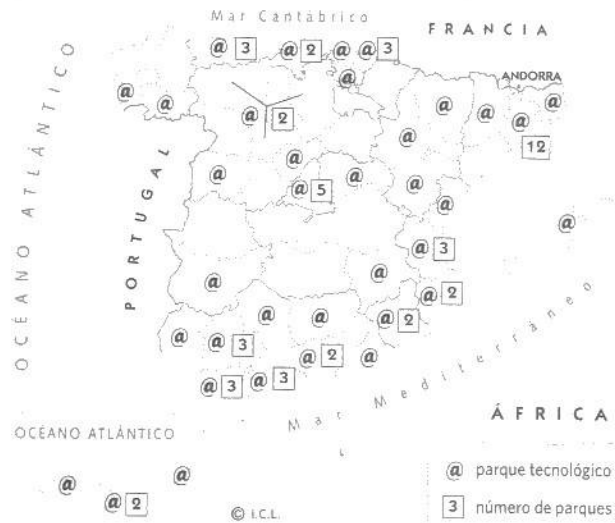 Mar Cantábrico
FRANCIA
@ 3 @ 2 @ @ 3
@
ANDORRA
@ @ @ @ @ @
@ 2
12
@
@ @ @
@ @ 5
@
@
@
@ 3
@ @
@ 2
@ @
@ 2
@ @ 3
@ 2 @
@ 3 @ 3
OCÉANO ATLÁNTICO
PORTUGAL
Mar Mediterráneo
ÁFRICA
OCÉANO ATLÁNTICO
@ @ 2 @
© I.C.L.
@ parque tecnológico
3 número de parques